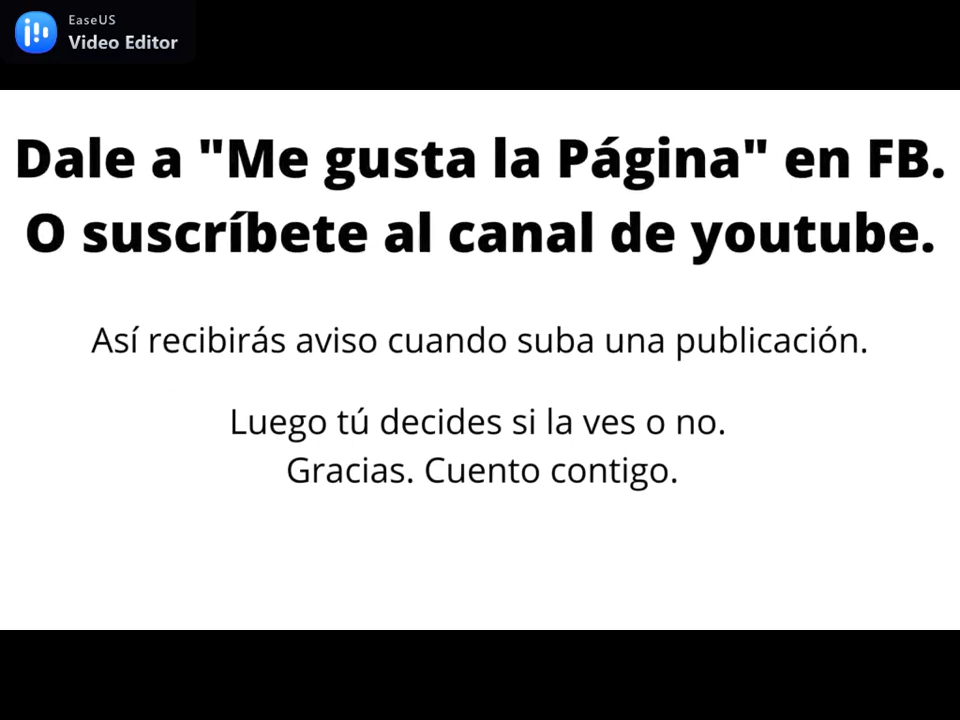 EaseUS
Video Editor
Dale a "Me gusta la Página" en FB.
O suscríbete al canal de youtube.
Así recibirás aviso cuando suba una publicación.
Luego tú decides si la ves o no.
Gracias. Cuento contigo.